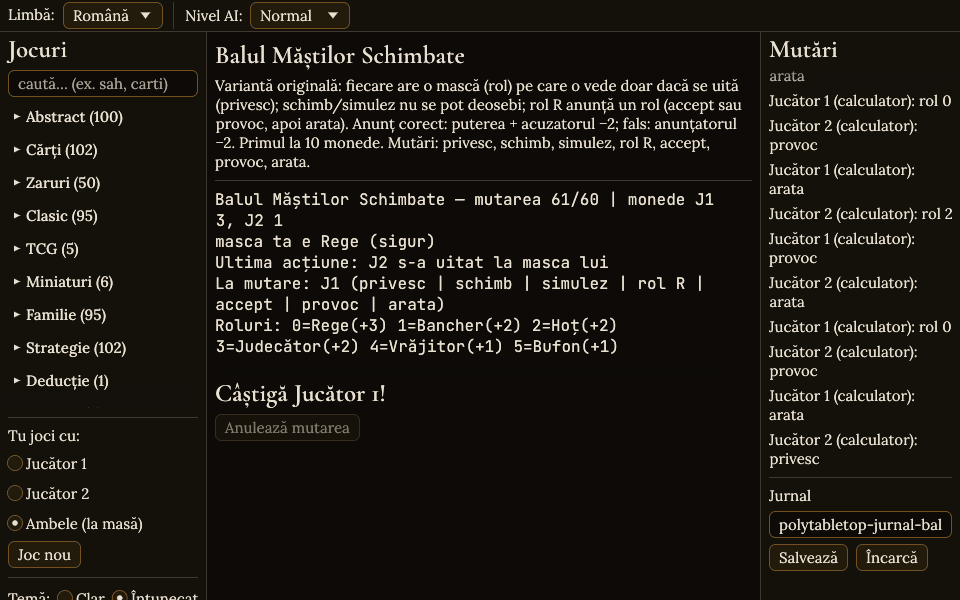 Limbă:
Română
Nivel AI:
Normal
Jocuri
caută... (ex. sah, carti)
Abstract (100)
Cărți (102)
Zaruri (50)
Clasic (95)
TCG (5)
Miniaturi (6)
Familie (95)
Strategie (102)
Deducție (1)
Tu joci cu:
Jucător 1
Jucător 2
Ambele (la masă)
Joc nou
Temă:
Clar
Întunecat
Balul Măștilor Schimbate
Variantă originală: fiecare are o mască (rol) pe care o vede doar dacă se uită
(privesc); schimb/simulez nu se pot deosebi; rol R anunță un rol (accept sau
provoc, apoi arata). Anunț corect: puterea + acuzatorul −2; fals: anunțatorul
−2. Primul la 10 monede. Mutări: privesc, schimb, simulez, rol R, accept,
provoc, arata.
Balul Măștilor Schimbate — mutarea 61/60 | monede J1
3, J2 1
masca ta e Rege (sigur)
Ultima acțiune: J2 s-a uitat la masca lui
La mutare: J1 (privesc | schimb | simulez | rol R |
accept | provoc | arata)
Roluri: 0=Rege(+3) 1=Bancher(+2) 2=Hoț(+2)
3=Judecător(+2) 4=Vrăjitor(+1) 5=Bufon(+1)
Câștigă Jucător 1!
Anulează mutarea
Mutări
arata
Jucător 1 (calculator): rol 0
Jucător 2 (calculator):
provoc
Jucător 1 (calculator):
arata
Jucător 2 (calculator): rol 2
Jucător 1 (calculator):
provoc
Jucător 2 (calculator):
arata
Jucător 1 (calculator): rol 0
Jucător 2 (calculator):
provoc
Jucător 1 (calculator):
arata
Jucător 2 (calculator):
privesc
Jurnal
polytabletop-jurnal-bal
Salvează
Încarcă